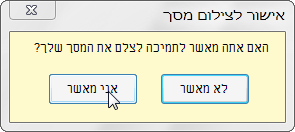 אישור לצילום מסך
האם אתה מאשר לתמיכה לצלם את המסך שלך?
לא מאשר
אני מאשר